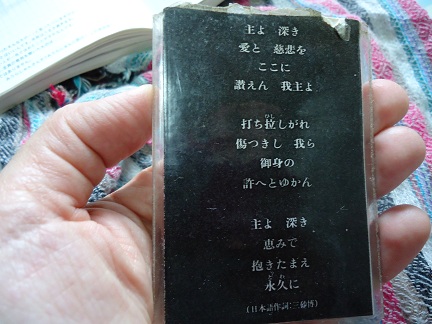 主よ　深き
愛と　慈悲を
ここに
讃えん　我主よ
打ち拉しがれ
傷つきし　我ら
御身の
許へとゆかん
主よ　深き
恵みで
抱きたまえ
永久に
(日本語作詞:三砂博)